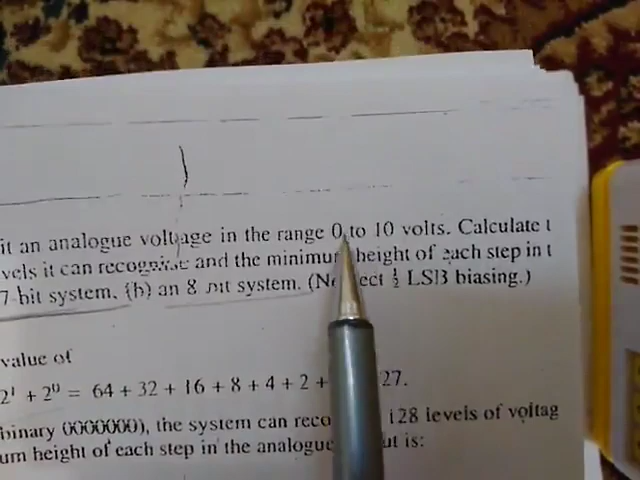 it an analogue voltage in the range 0 to 10 volts. Calculate t
vels it can recognise and the minimum height of each step in t
7 bit system. (b) an 8 bit system. (Neglect ½ LSB biasing.)
value of
2¹ + 2⁰ = 64 + 32 + 16 + 8 + 4 + 2 + 27.
binary 0000000), the system can reco 128 levels of voltag
um height of each step in the analogue ut is: